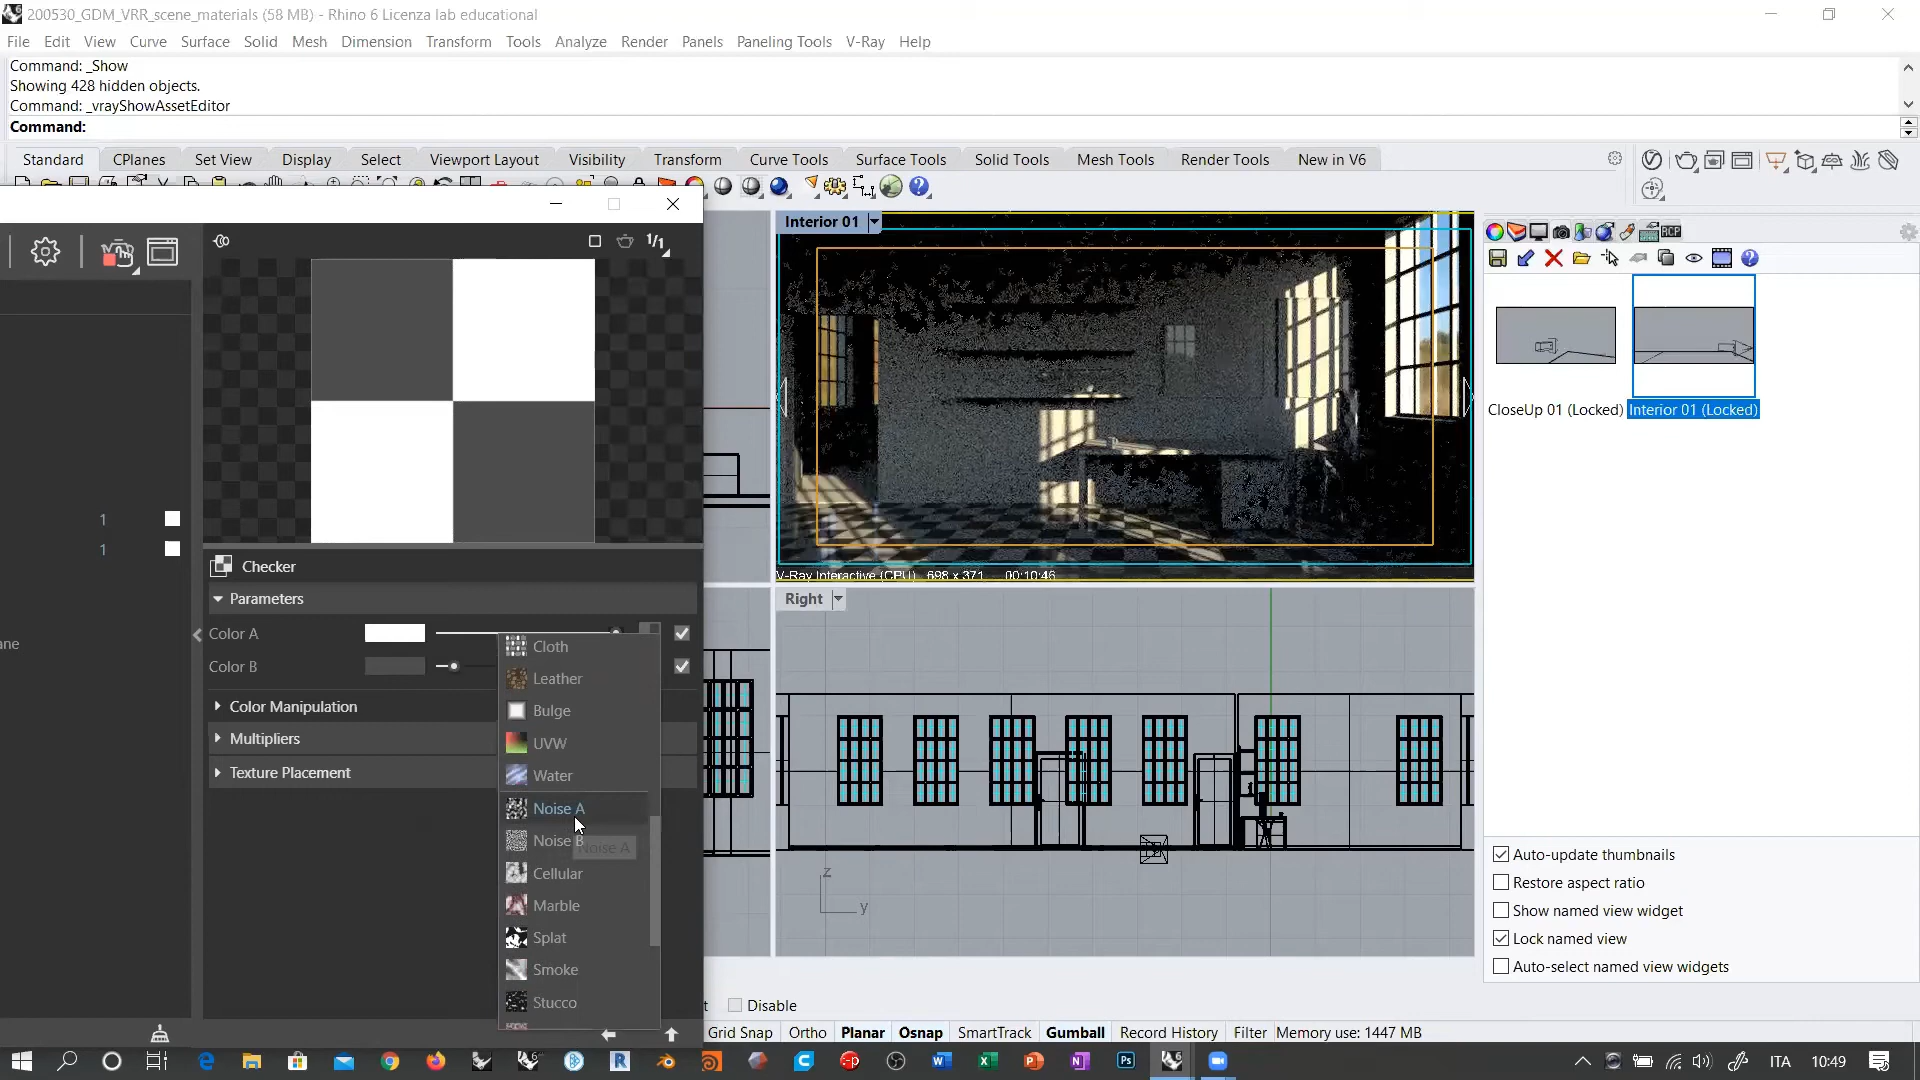 200530_GDM_VRR_scene_materials (58 MB) - Rhino 6 Licenza lab educational
File Edit View Curve Surface Solid Mesh Dimension Transform Tools Analyze Render Panels Paneling Tools V-Ray Help
Command: _Show
Showing 428 hidden objects.
Command: _vrayShowAssetEditor
Command:
Standard CPlanes Set View Display Select Viewport Layout Visibility Transform Curve Tools Surface Tools Solid Tools Mesh Tools Render Tools New in V6
Interior 01
RCP
1/1
CloseUp 01 (Locked) Interior 01 (Locked)
1
1
V-Ray Interactive (CPU) 698 x 371 00:10:46
Checker
Parameters
Right
Color A
Color B
Color Manipulation
Multipliers
Texture Placement
Cloth
Leather
Bulge
UVW
Water
Noise A
Noise B
Noise A
Cellular
Marble
Splat
Smoke
Stucco
z
y
Auto-update thumbnails
Restore aspect ratio
Show named view widget
Lock named view
Auto-select named view widgets
Disable
Grid Snap Ortho Planar Osnap SmartTrack Gumball Record History Filter Memory use: 1447 MB
ITA 10:49